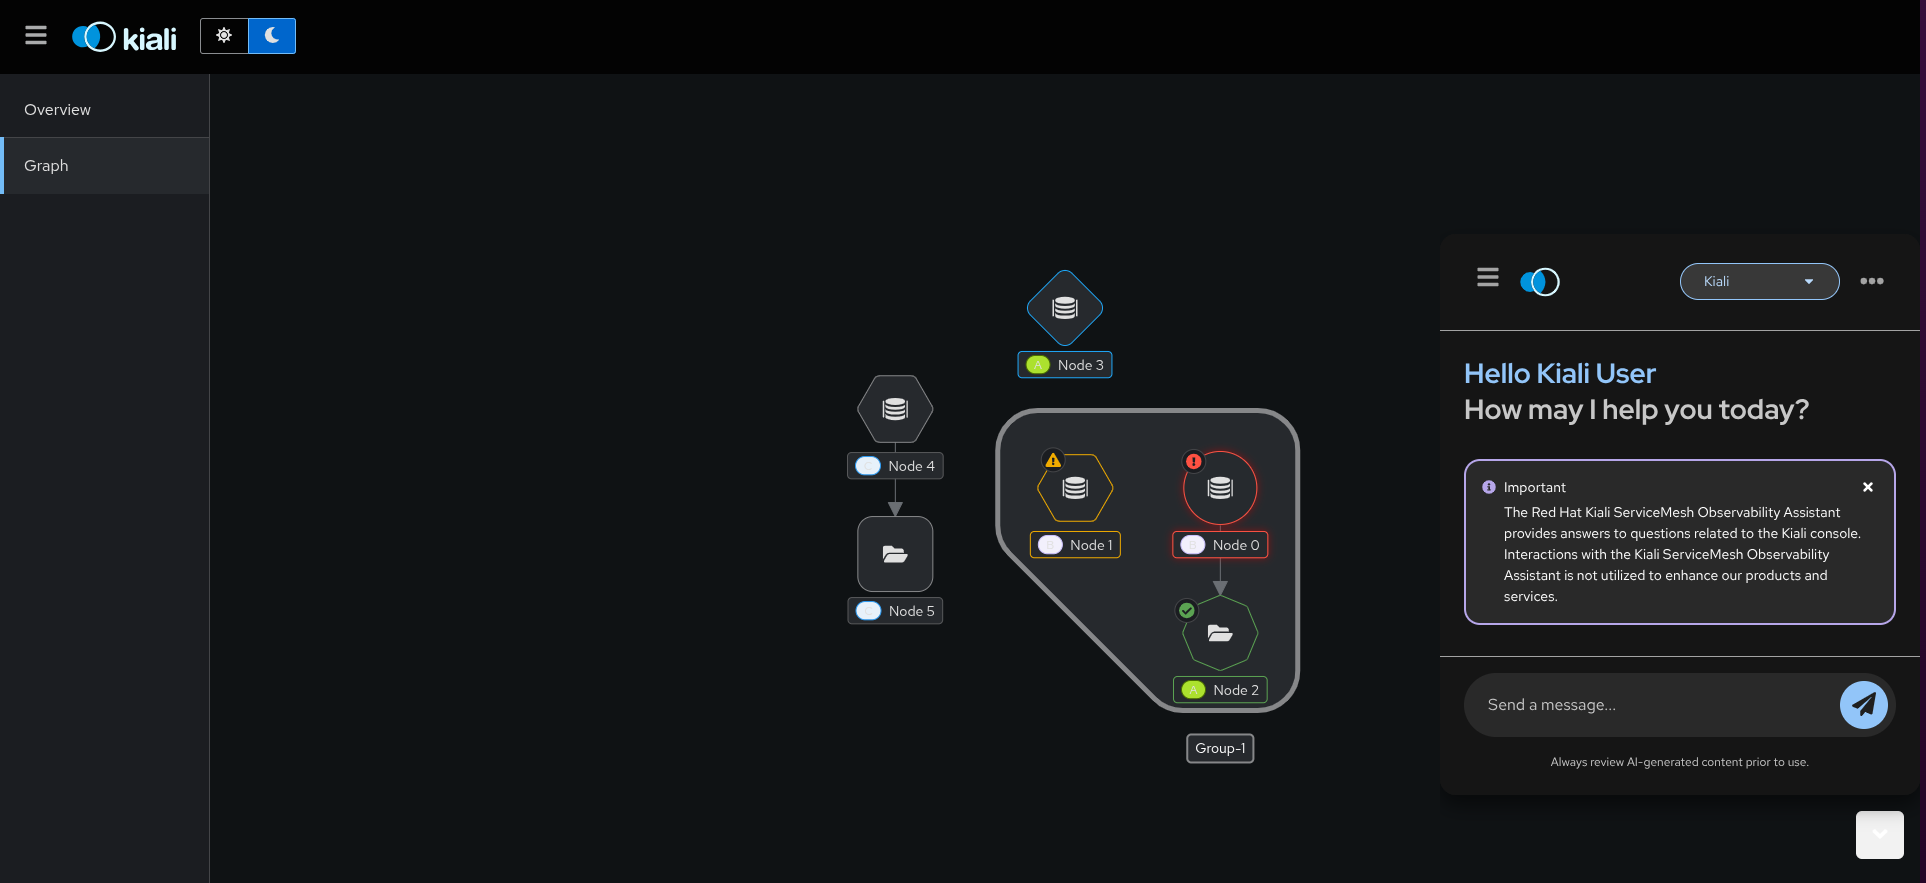 kiali
Overview
Graph
A Node 3
Node 4
Node 5
B Node 1
B Node 0
A Node 2
Group-1
Kiali
Hello Kiali User
How may I help you today?
Important
The Red Hat Kiali ServiceMesh Observability Assistant
provides answers to questions related to the Kiali console.
Interactions with the Kiali ServiceMesh Observability
Assistant is not utilized to enhance our products and
services.
Send a message...
Always review AI-generated content prior to use.